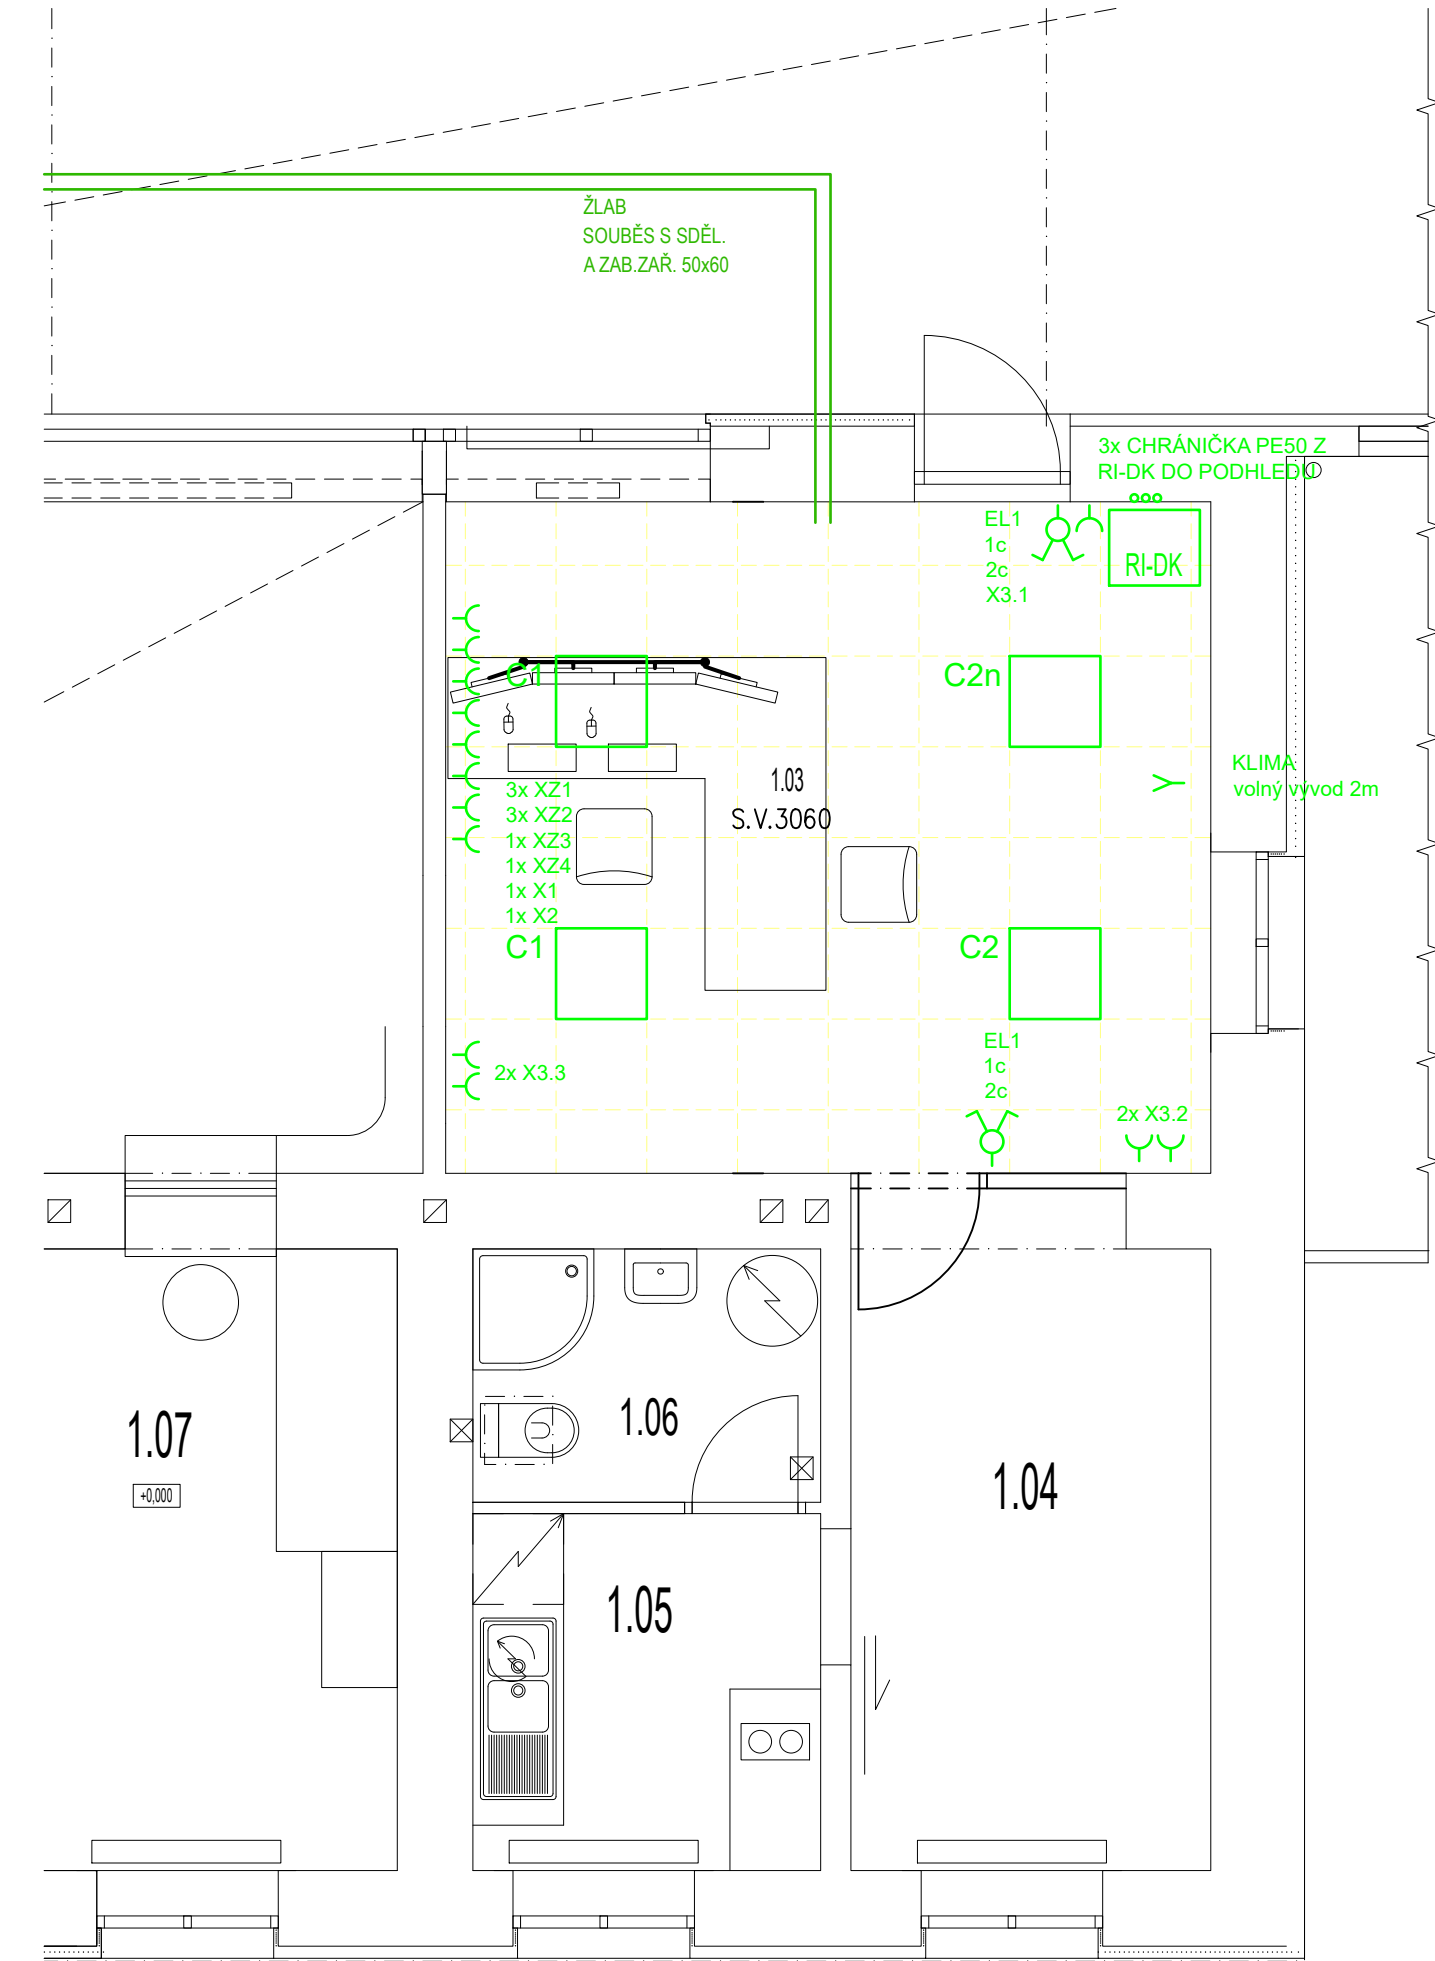 ŽLAB
SOUBĚS S SDĚL.
A ZAB.ZAŘ. 50x60
3x CHRÁNIČKA PE50 Z
RI-DK DO PODHLEDU
EL1
1c
2c
X3.1
RI-DK
C1
C2n
1.03
S.V.3060
KLIMA
volný vývod 2m
3x XZ1
3x XZ2
1x XZ3
1x XZ4
1x X1
1x X2
C1
C2
EL1
1c
2c
2x X3.3
2x X3.2
1.07
+0,000
1.06
1.04
1.05